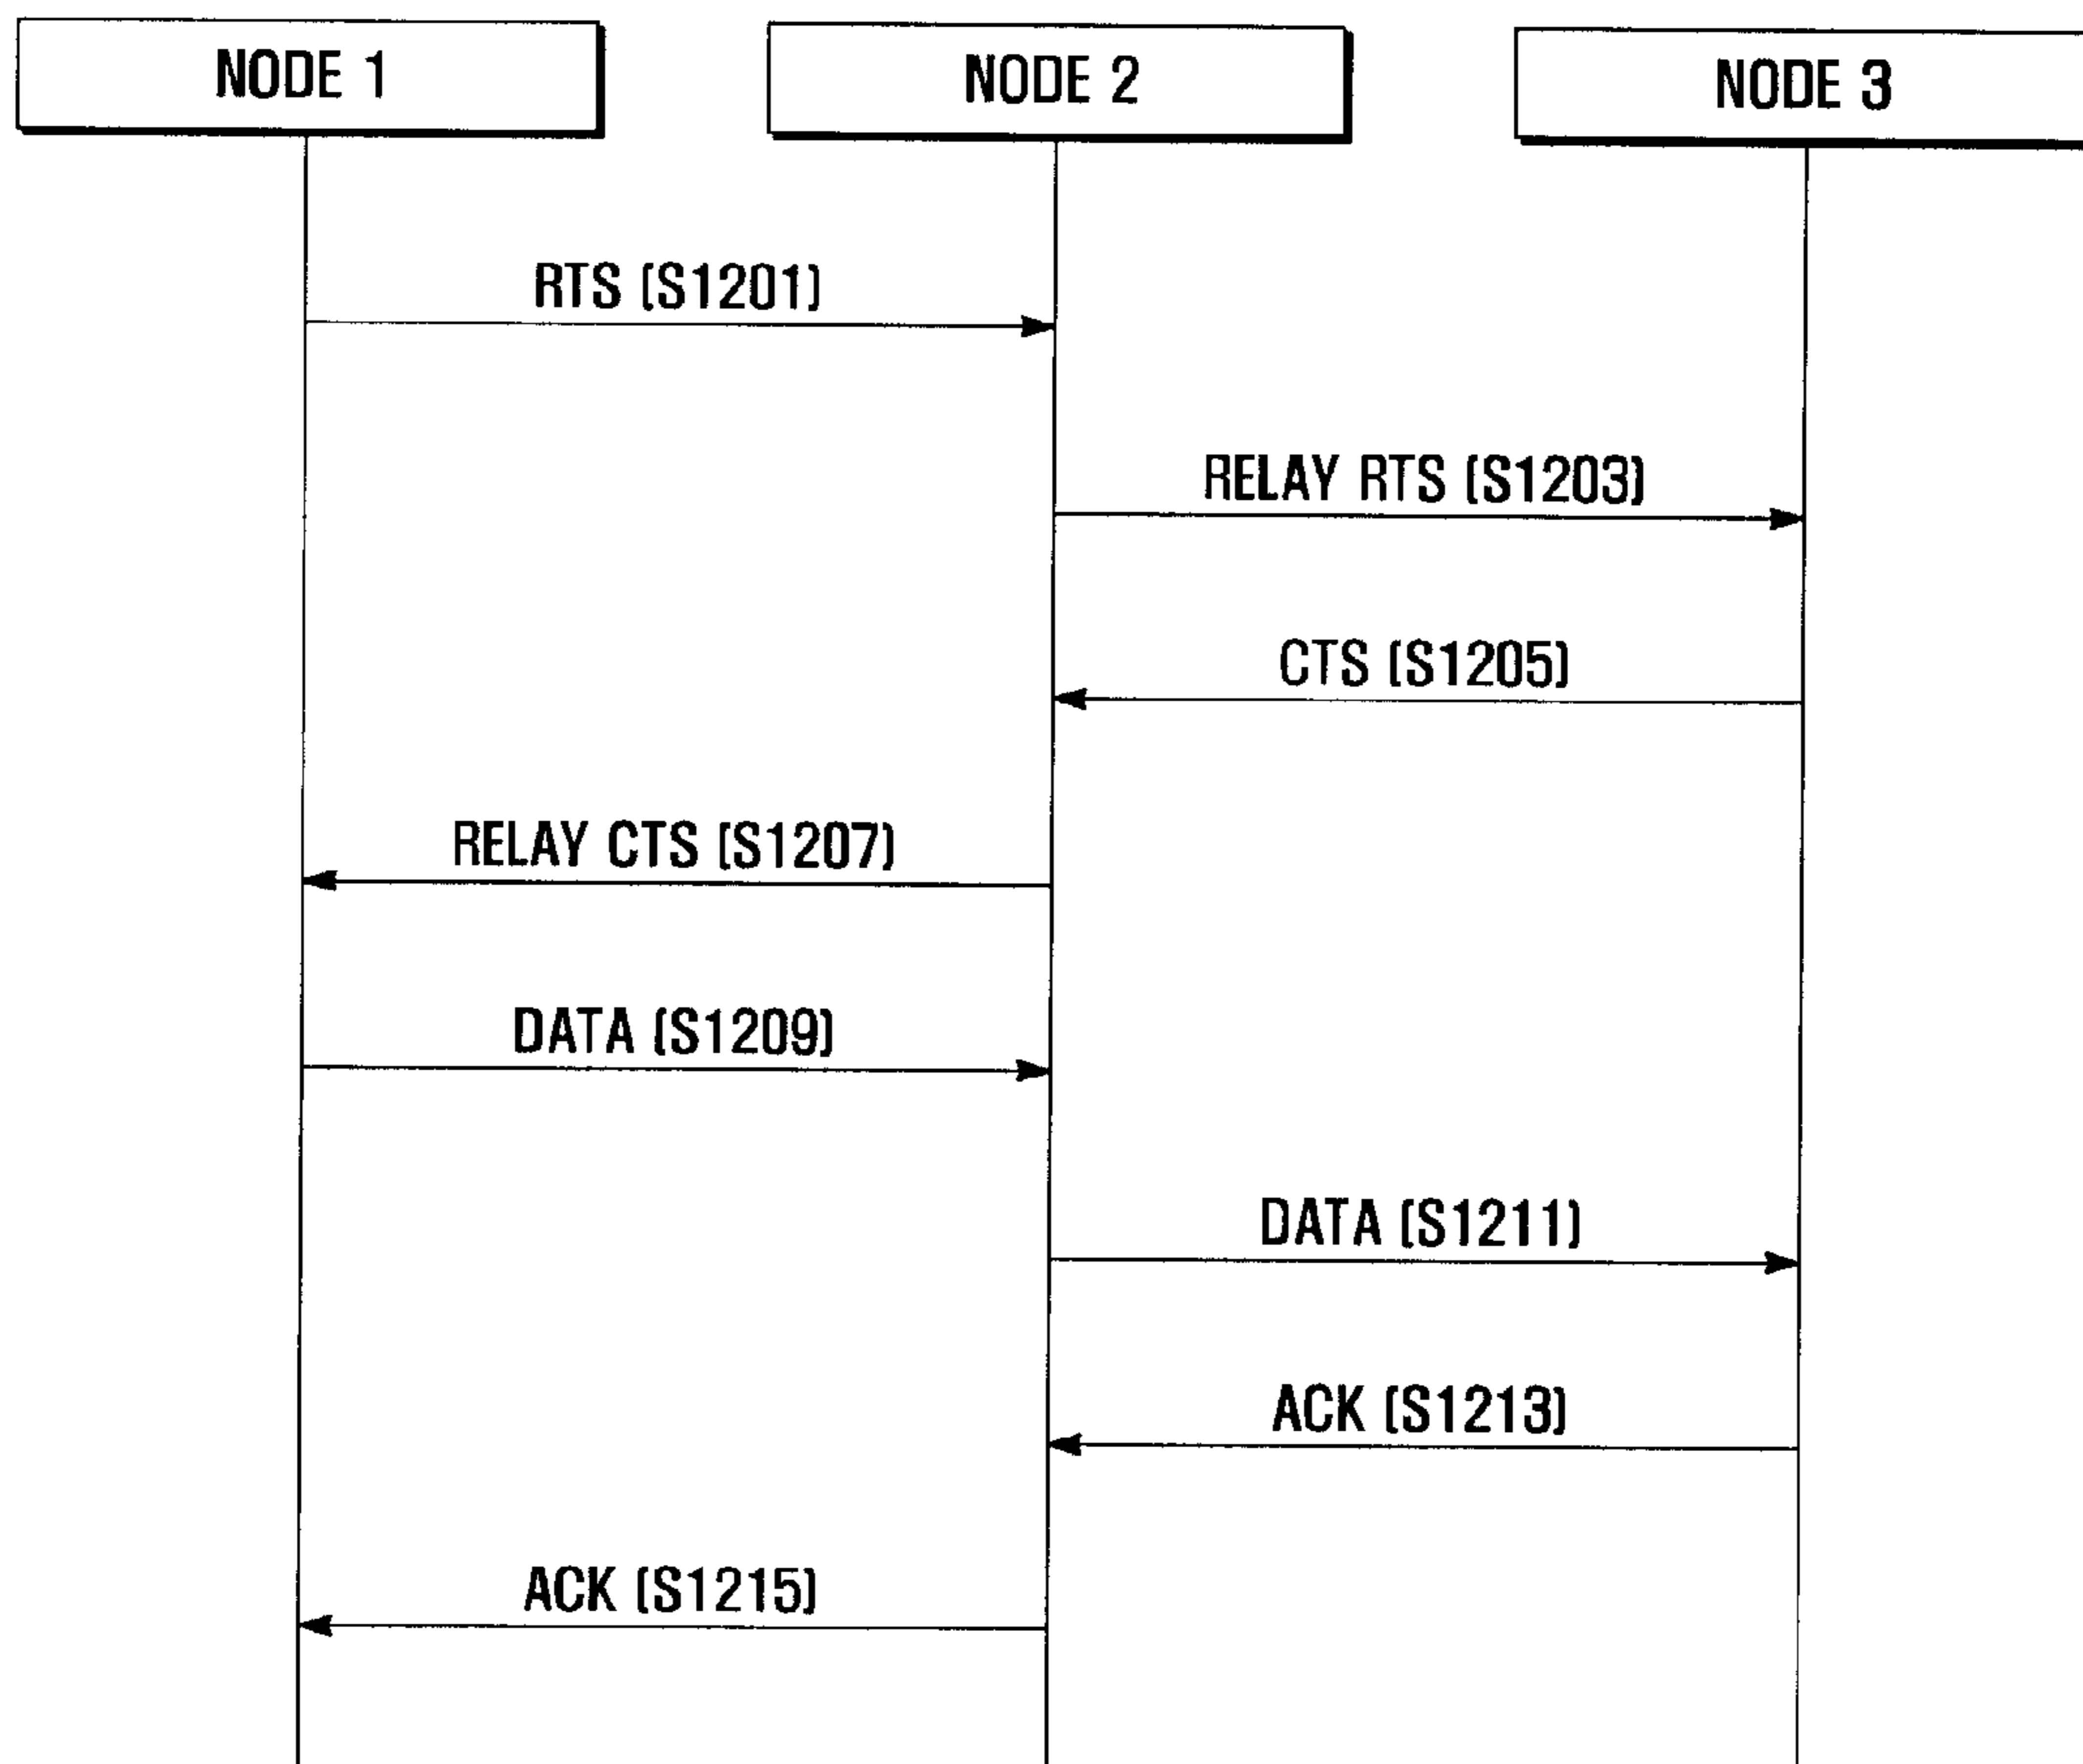 NODE 1
NODE 2
NODE 3
RTS (S1201)
RELAY RTS (S1203)
CTS (S1205)
RELAY CTS (S1207)
DATA (S1209)
DATA (S1211)
ACK (S1213)
ACK (S1215)